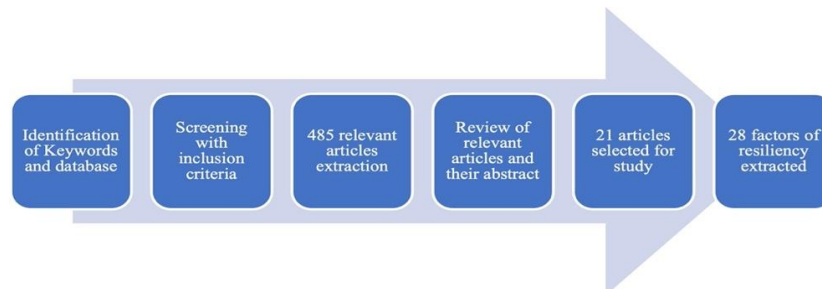 Identification
of Keywords
and database
Screening
with
inclusion
criteria
485 relevant
articles
extraction
Review of
relevant
articles and
their abstract
21 articles
selected for
study
28 factors of
resiliency
extracted